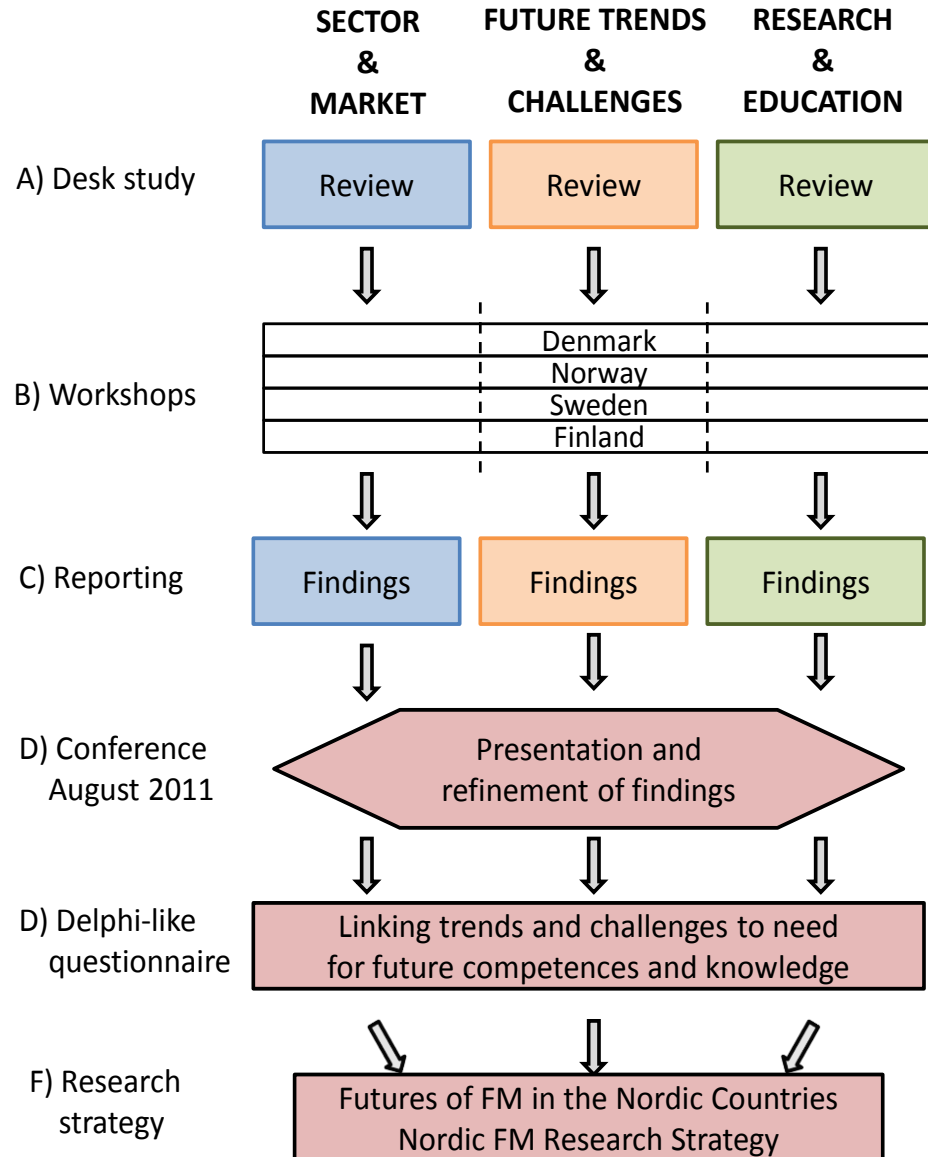 SECTOR
&
MARKET
FUTURE TRENDS
&
CHALLENGES
RESEARCH
&
EDUCATION
A) Desk study
Review
Review
Review
B) Workshops
Denmark
Norway
Sweden
Finland
C) Reporting
Findings
Findings
Findings
D) Conference
August 2011
Presentation and
refinement of findings
D) Delphi-like
questionnaire
Linking trends and challenges to need
for future competences and knowledge
F) Research
strategy
Futures of FM in the Nordic Countries
Nordic FM Research Strategy